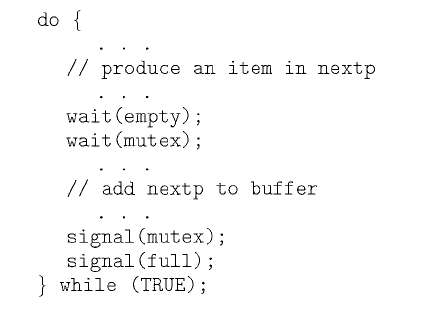 do {
. . .
// produce an item in nextp
. . .
wait(empty);
wait(mutex);
. . .
// add nextp to buffer
. . .
signal(mutex);
signal(full);
} while (TRUE);